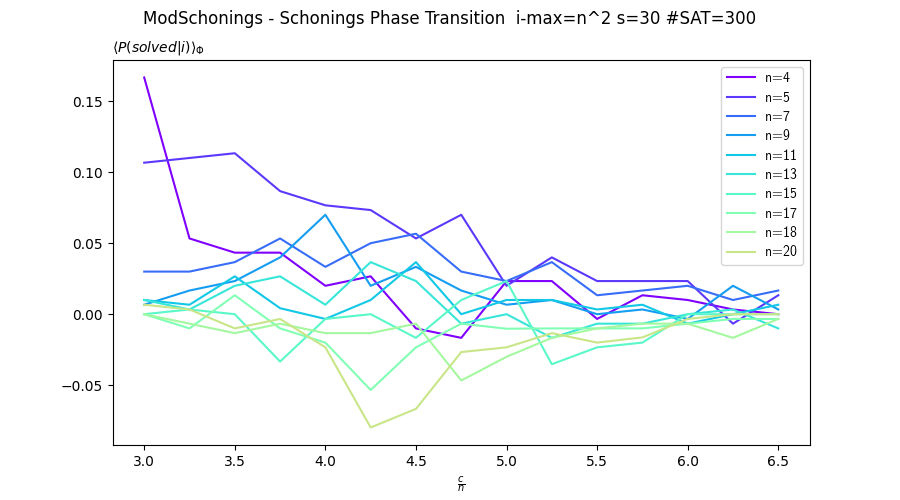 ModSchonings - Schonings Phase Transition  i-max=n^2 s=30 #SAT=300
⟨P(solved|i)⟩Φ
n=4
n=5
n=7
n=9
n=11
n=13
n=15
n=17
n=18
n=20
0.15
0.10
0.05
0.00
−0.05
3.0 3.5 4.0 4.5 5.0 5.5 6.0 6.5
c/n